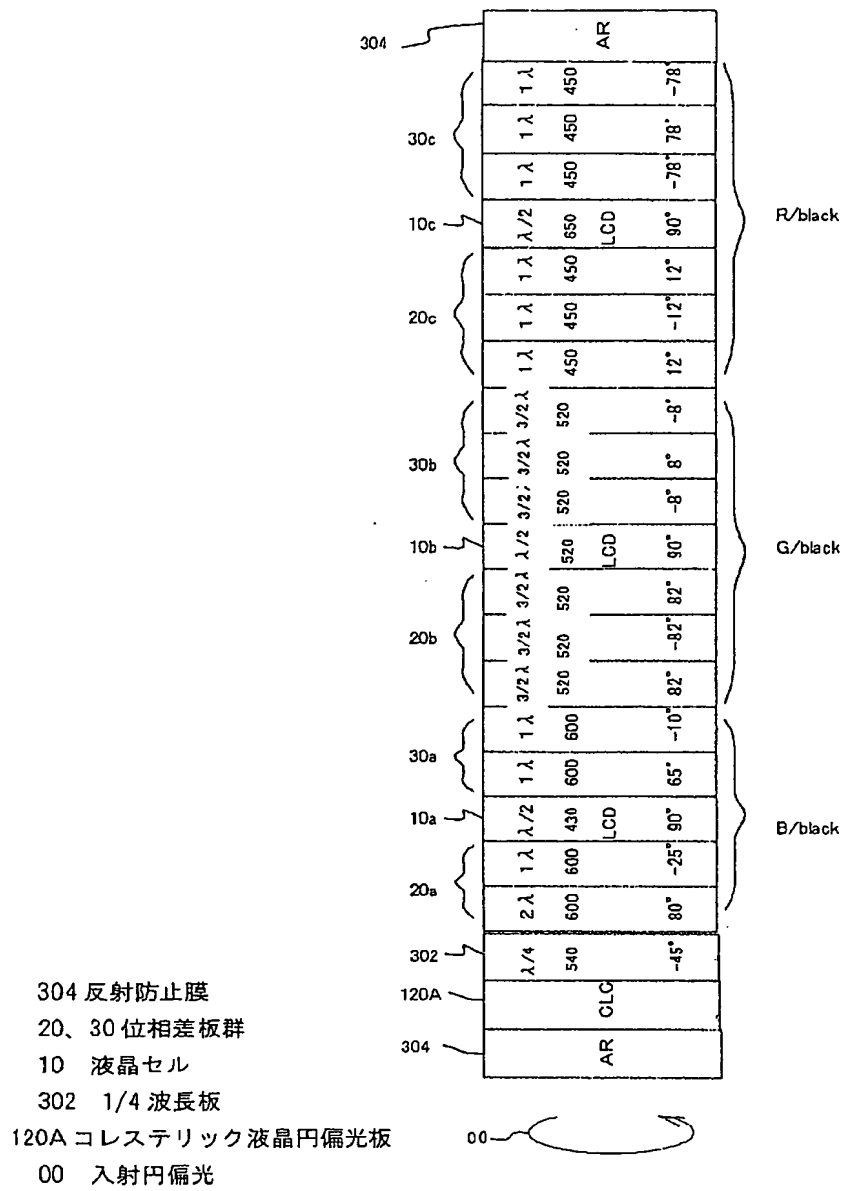 304
AR
1λ 450 -78°
30c
1λ 450 78°
1λ 450 -78°
10c
λ/2 650 LCD 90°
R/black
1λ 450 12°
20c
1λ 450 -12°
1λ 450 12°
3/2λ 520 -8°
30b
3/2λ 520 8°
3/2; 520 -8°
10b
λ/2 520 LCD 90°
G/black
3/2λ 520 82°
20b
3/2λ 520 -82°
3/2λ 520 82°
1λ 600 -10°
30a
1λ 600 65°
10a
λ/2 430 LCD 90°
B/black
1λ 600 -25°
20a
2λ 600 80°
302
λ/4 540 -45°
120A
CLC
304
AR
00
304 反射防止膜
20、30 位相差板群
10 液晶セル
302 1/4 波長板
120A コレステリック液晶円偏光板
00 入射円偏光